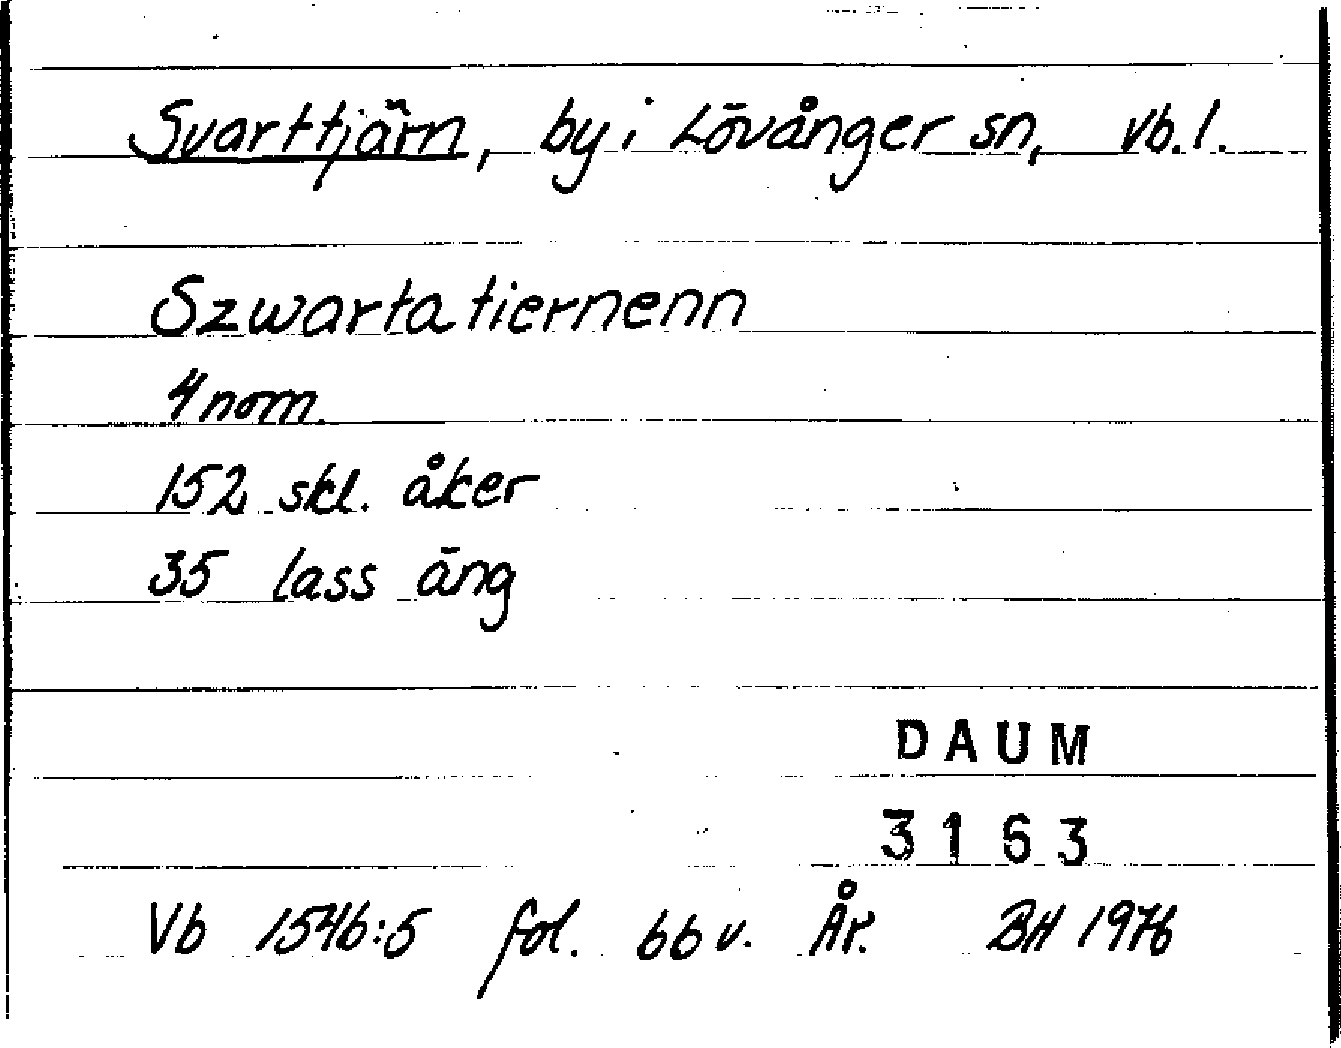 Svarttjärn, by i Lövånger sn, Vb.l.
Szwarta tiernenn
4 nom.
152 skl. åker
35 lass äng
DAUM
3163
Vb 1546:5 fol. 66 v. År. BH 1976